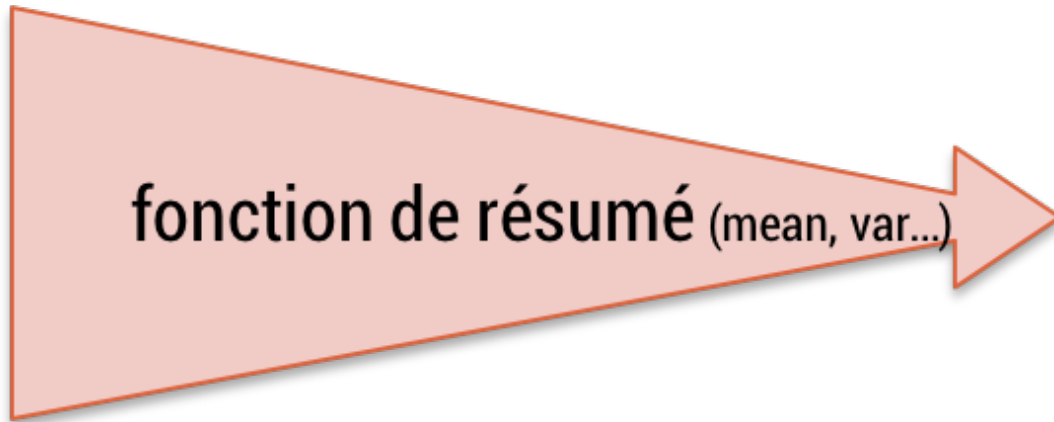 fonction de résumé (mean, var...)